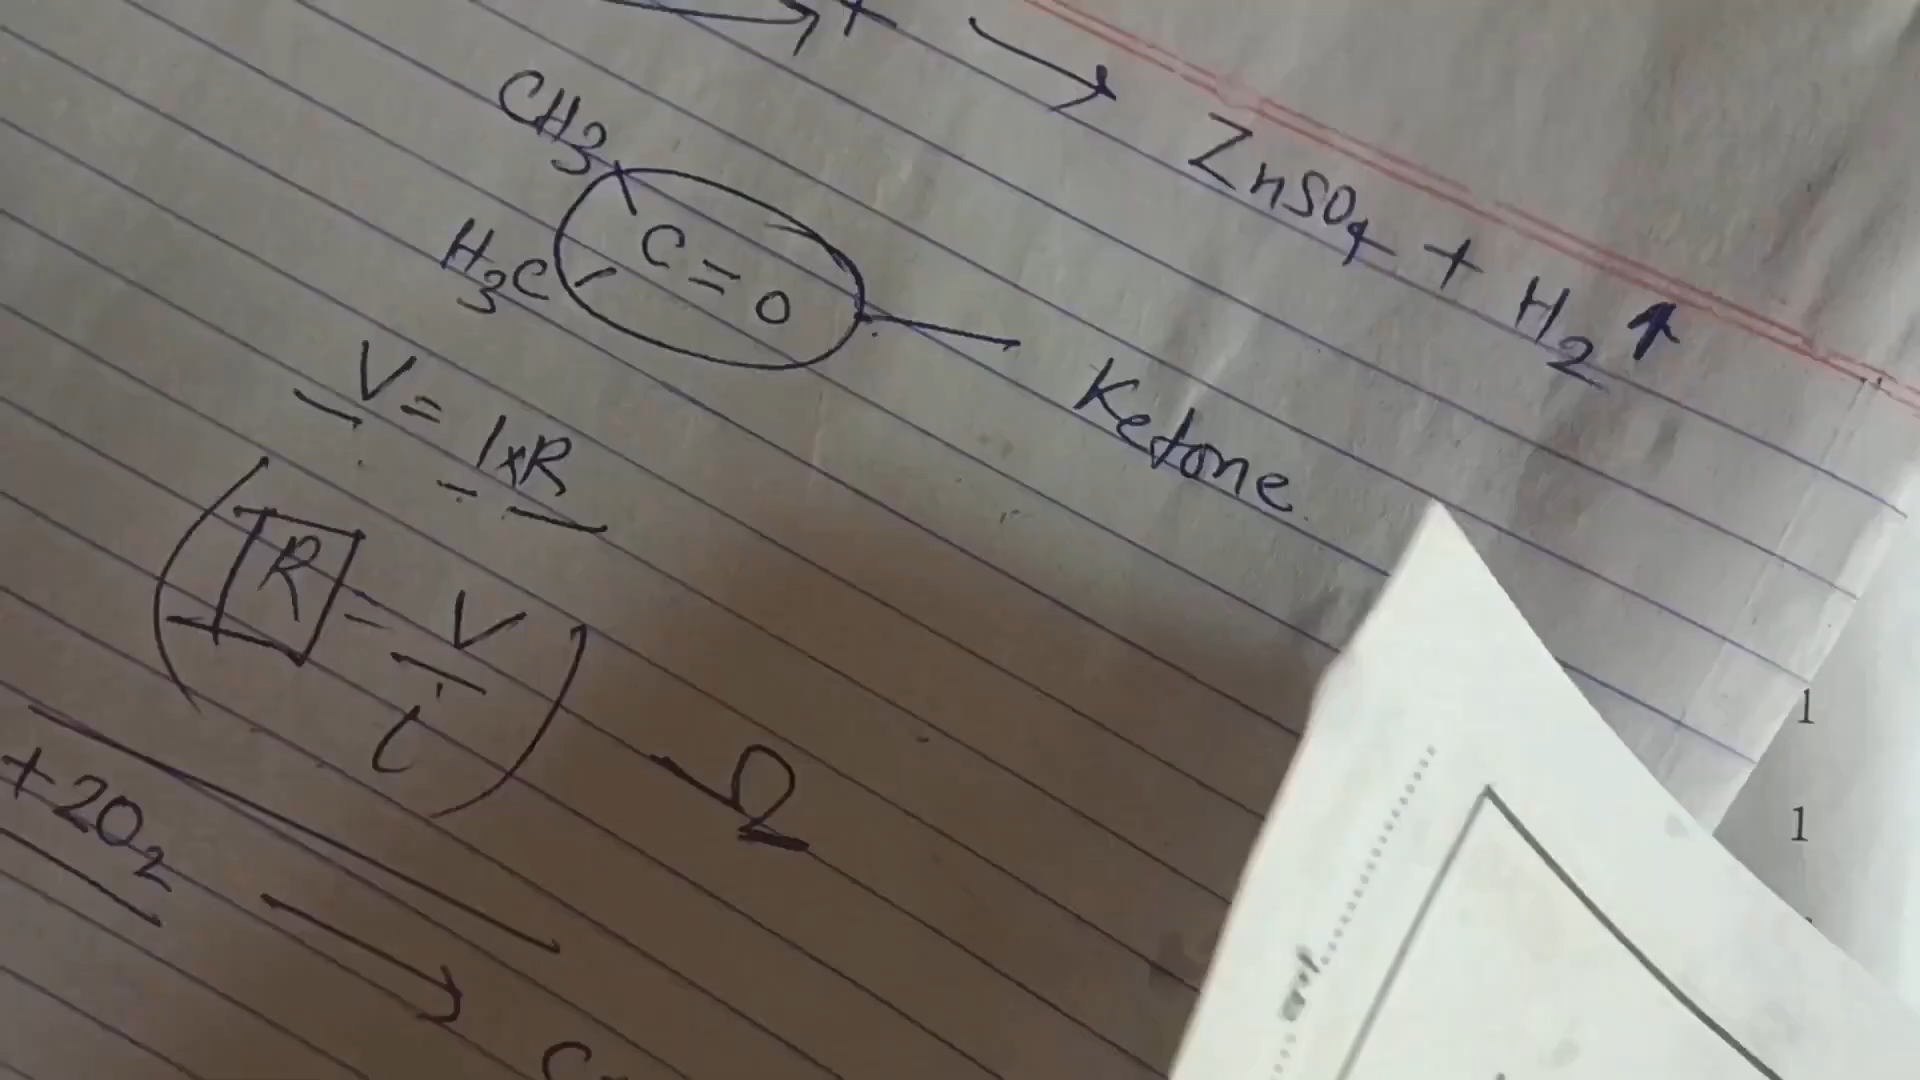 → ZnSO4 + H2↑
CH3
C=O
H3C
Ketone
V = I×R
(R = V/i) Ω
+2O2 →
1
1